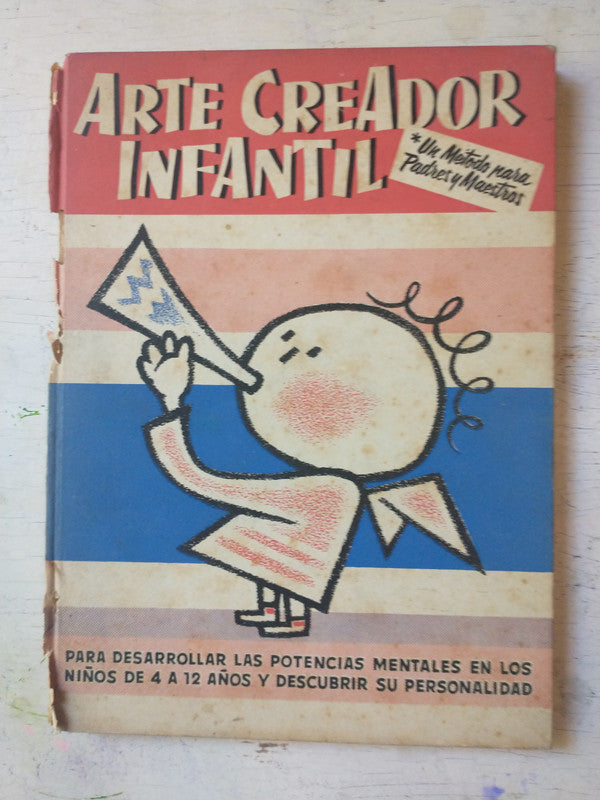 ARTE CREADOR
INFANTIL
*Un Método para
Padres y Maestros
PARA DESARROLLAR LAS POTENCIAS MENTALES EN LOS
NIÑOS DE 4 A 12 AÑOS Y DESCUBRIR SU PERSONALIDAD